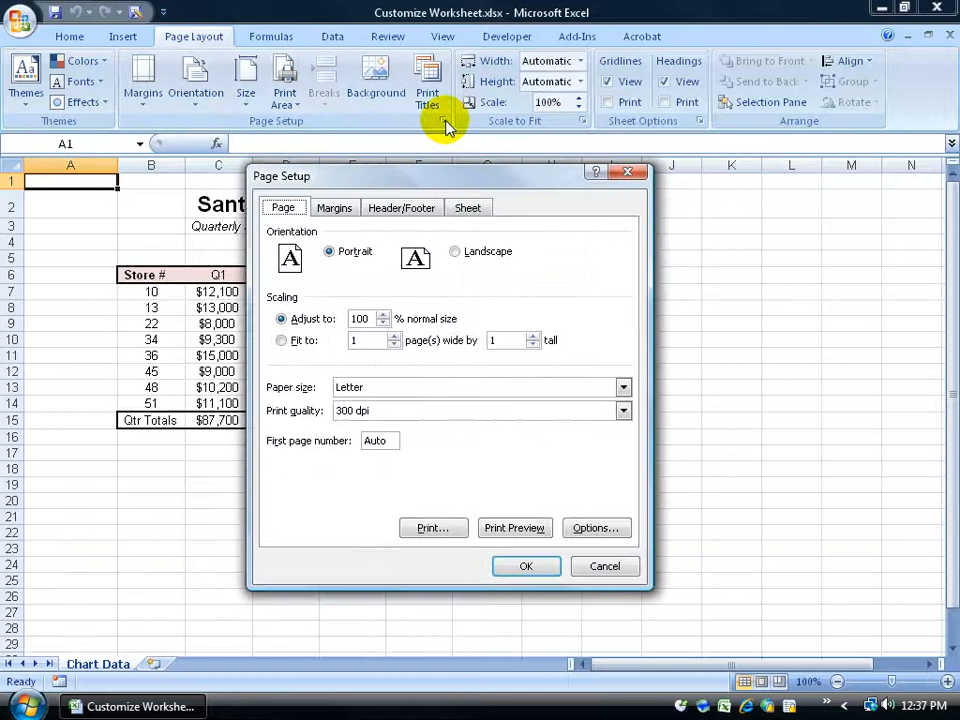 Customize Worksheet.xlsx - Microsoft Excel
Home Insert Page Layout Formulas Data Review View Developer Add-Ins Acrobat
Aa Colors Width: Automatic Gridlines Headings Bring to Front Align
Fonts Height: Automatic View View Send to Back Group
Themes Effects Margins Orientation Size Print Area Breaks Background Print Titles Scale: 100% Print Print Selection Pane Rotate
Themes Page Setup Scale to Fit Sheet Options Arrange
A1 fx
A B C J K L M N
1
2 Sant
3 Quarterly
4
5
6 Store # Q1
7 10 $12,100
8 13 $13,000
9 22 $8,000
10 34 $9,300
11 36 $15,000
12 45 $9,000
13 48 $10,200
14 51 $11,100
15 Qtr Totals $87,700
16
17
18
19
20
21
22
23
24
25
26
27
28
29
Page Setup
Page Margins Header/Footer Sheet
Orientation
A Portrait A Landscape
Scaling
Adjust to: 100 % normal size
Fit to: 1 page(s) wide by 1 tall
Paper size: Letter
Print quality: 300 dpi
First page number: Auto
Print... Print Preview Options...
OK Cancel
Chart Data
Ready 100%
Customize Workshe... 12:37 PM